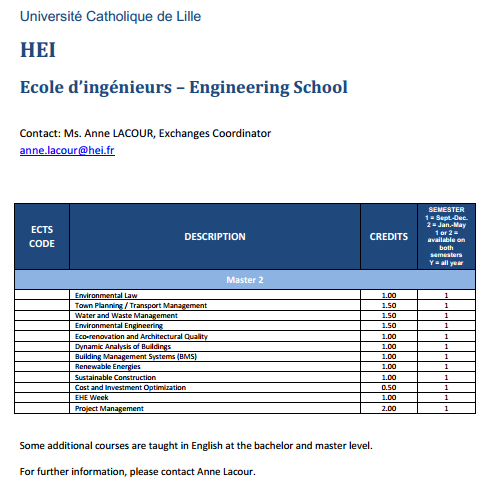 Université Catholique de Lille
HEI
Ecole d'ingénieurs – Engineering School
Contact: Ms. Anne LACOUR, Exchanges Coordinator
anne.lacour@hei.fr
ECTS CODE DESCRIPTION CREDITS SEMESTER
1 = Sept.-Dec.
2 = Jan.-May
1 or 2 =
available on
both
semesters
Y = all year
Master 2
Environmental Law 1.00 1
Town Planning / Transport Management 1.50 1
Water and Waste Management 1.50 1
Environmental Engineering 1.50 1
Eco-renovation and Architectural Quality 1.00 1
Dynamic Analysis of Buildings 1.00 1
Building Management Systems (BMS) 1.00 1
Renewable Energies 1.00 1
Sustainable Construction 1.00 1
Cost and Investment Optimization 0.50 1
EHE Week 1.00 1
Project Management 2.00 1
Some additional courses are taught in English at the bachelor and master level.
For further information, please contact Anne Lacour.